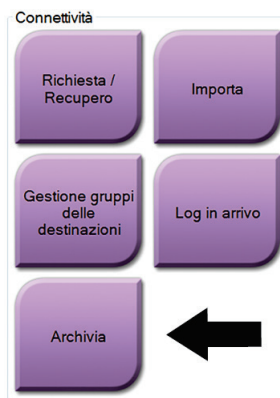 Connettività
Richiesta /
Recupero
Importa
Gestione gruppi
delle
destinazioni
Log in arrivo
Archivia